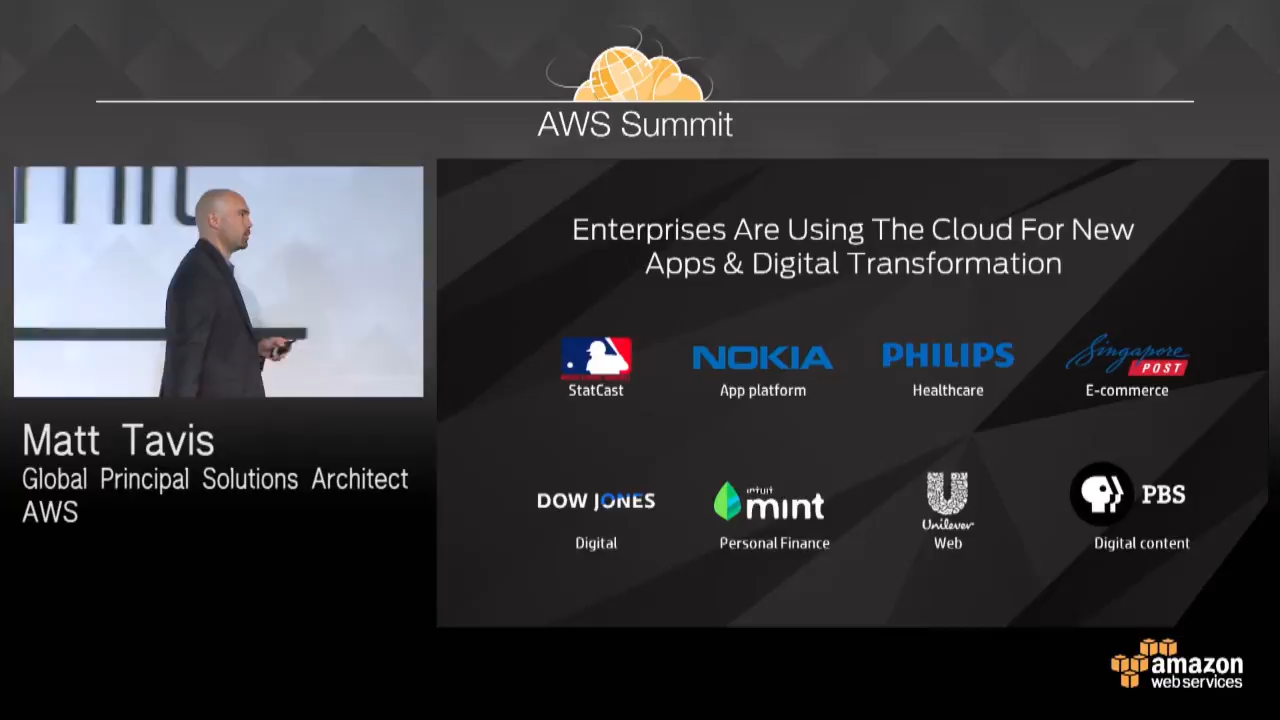 AWS Summit
Enterprises Are Using The Cloud For New
Apps & Digital Transformation
StatCast
NOKIA
App platform
PHILIPS
Healthcare
Singapore
POST
E-commerce
DOW JONES
Digital
intuit
mint
Personal Finance
Unilever
Web
PBS
Digital content
Matt Tavis
Global Principal Solutions Architect
AWS
amazon
web services